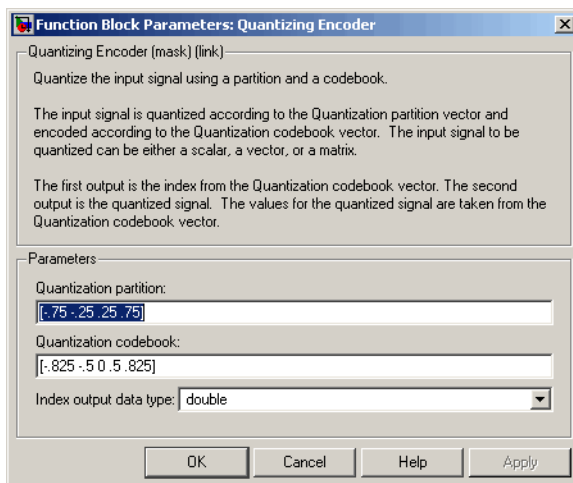 Function Block Parameters: Quantizing Encoder
Quantizing Encoder (mask) (link)
Quantize the input signal using a partition and a codebook.
The input signal is quantized according to the Quantization partition vector and
encoded according to the Quantization codebook vector. The input signal to be
quantized can be either a scalar, a vector, or a matrix.
The first output is the index from the Quantization codebook vector. The second
output is the quantized signal. The values for the quantized signal are taken from the
Quantization codebook vector.
Parameters
Quantization partition:
[-.75 -.25 .25 .75]
Quantization codebook:
[-.825 -.5 0 .5 .825]
Index output data type: double
OK Cancel Help Apply